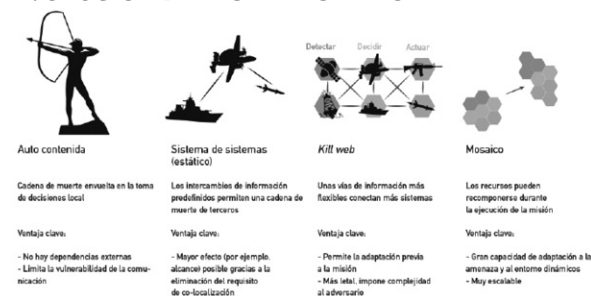 Detectar Decidir Actuar
Auto contenida
Cadena de muerte envuelta en la toma
de decisiones local
Ventaja clave:
- No hay dependencias externas
- Limita la vulnerabilidad de la comu-
nicación
Sistema de sistemas
(estático)
Los intercambios de información
predefinidos permiten una cadena de
muerte de terceros
Ventaja clave:
- Mayor efecto (por ejemplo,
alcance) posible gracias a la
eliminación del requisito
de co-localización
Kill web
Unas vías de información más
flexibles conectan más sistemas
Ventaja clave:
- Permite la adaptación previa
a la misión
- Más letal, impone complejidad
al adversario
Mosaico
Los recursos pueden
recomponerse durante
la ejecución de la misión
Ventaja clave:
- Gran capacidad de adaptación a la
amenaza y al entorno dinámicos
- Muy escalable